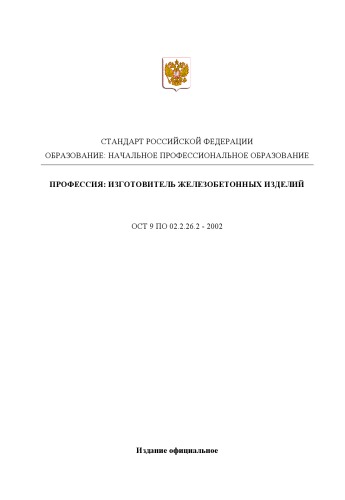 СТАНДАРТ РОССИЙСКОЙ ФЕДЕРАЦИИ
ОБРАЗОВАНИЕ: НАЧАЛЬНОЕ ПРОФЕССИОНАЛЬНОЕ ОБРАЗОВАНИЕ
ПРОФЕССИЯ: ИЗГОТОВИТЕЛЬ ЖЕЛЕЗОБЕТОННЫХ ИЗДЕЛИЙ
ОСТ 9 ПО 02.2.26.2 - 2002
Издание официальное